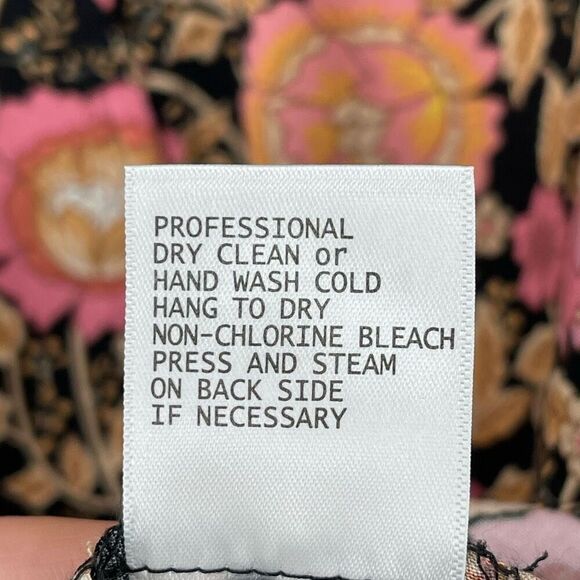 PROFESSIONAL
DRY CLEAN or
HAND WASH COLD
HANG TO DRY
NON-CHLORINE BLEACH
PRESS AND STEAM
ON BACK SIDE
IF NECESSARY